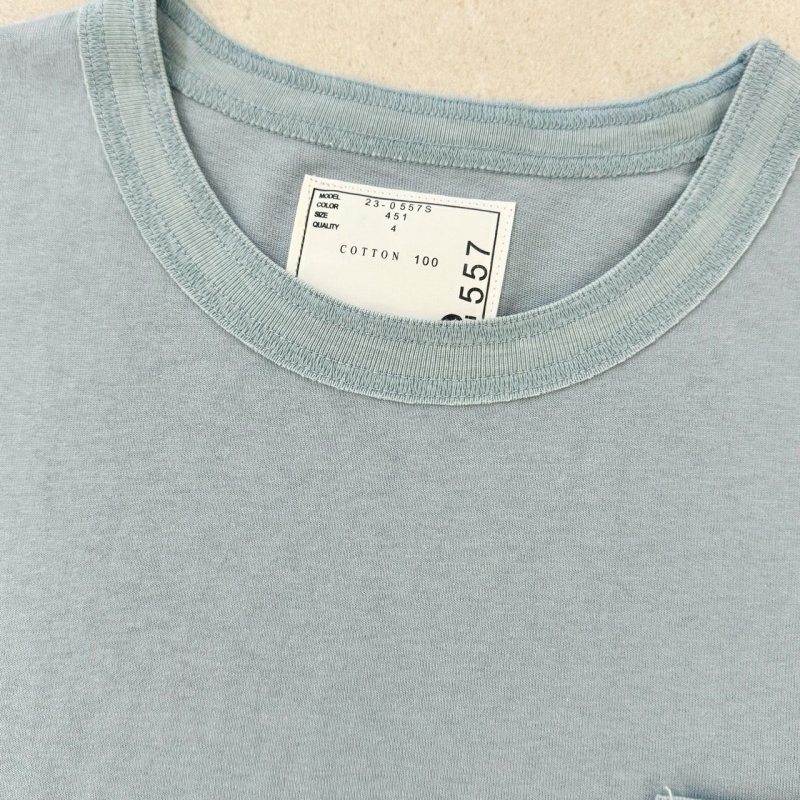 MODEL 23-0557S
COLOR 451
SIZE 4
QUALITY
COTTON 100
557